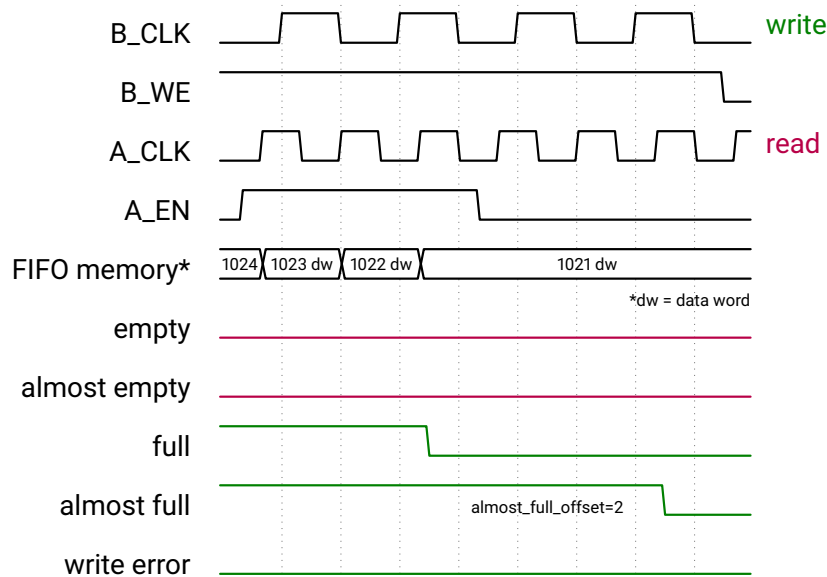 B_CLK write
B_WE
A_CLK read
A_EN
FIFO memory* 1024 1023 dw 1022 dw 1021 dw
*dw = data word
empty
almost empty
full
almost full almost_full_offset=2
write error